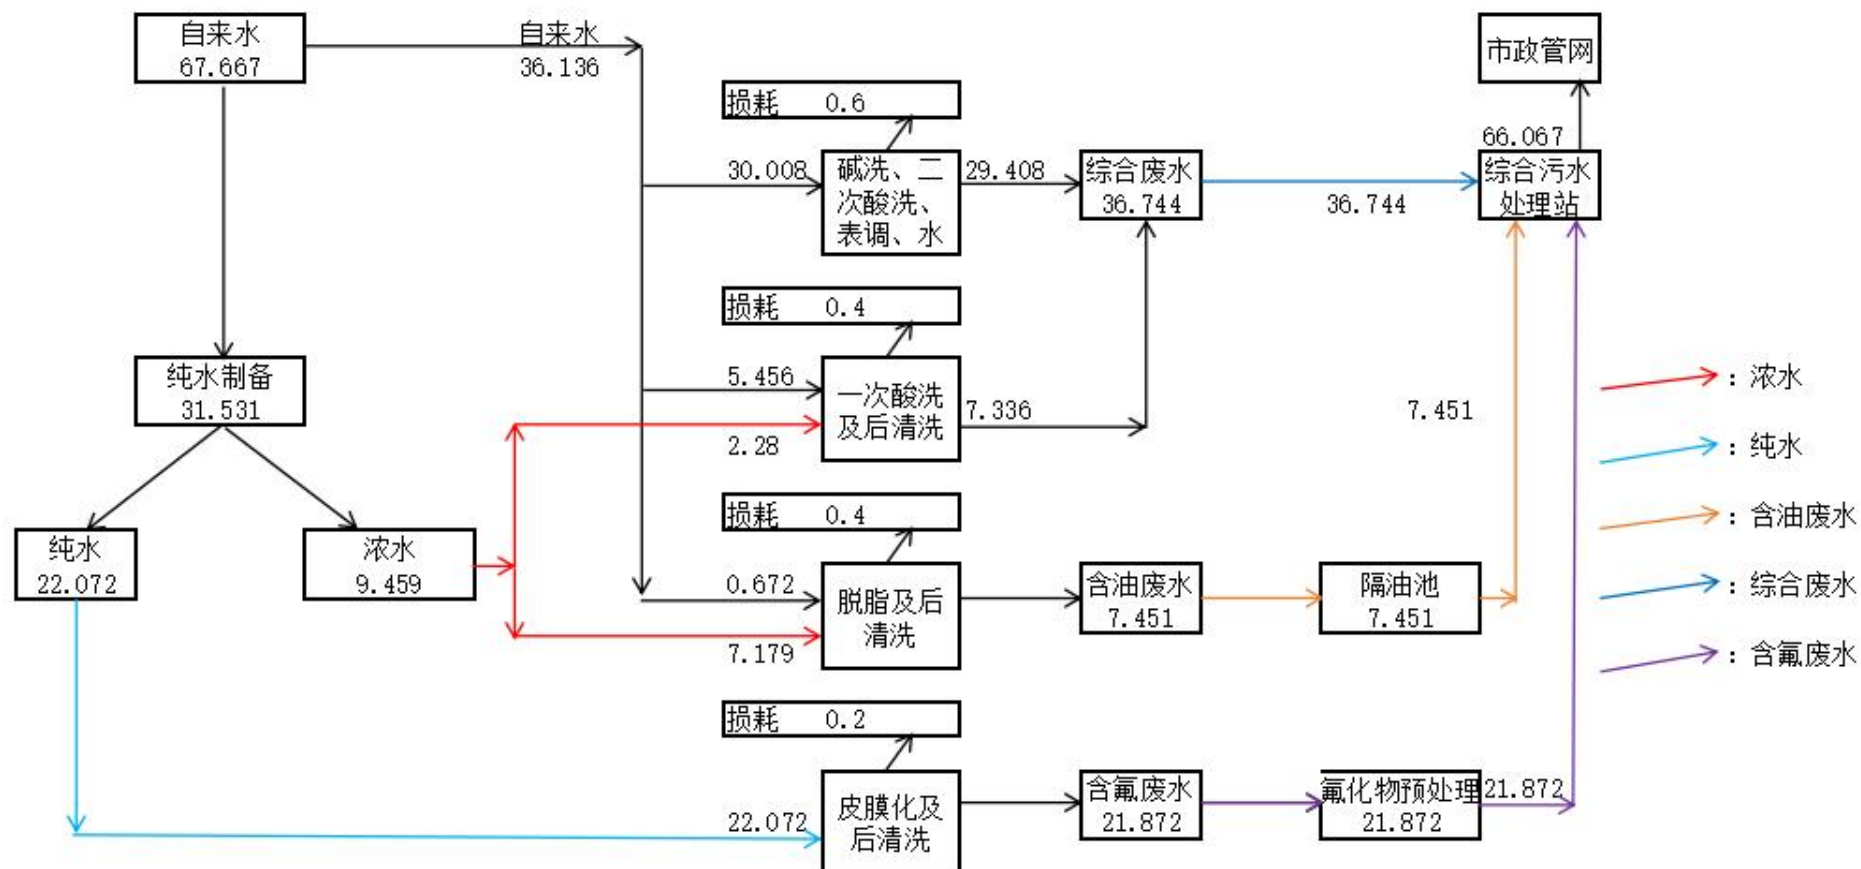 自来水
67.667
自来水
36.136
市政管网
损耗 0.6
66.067
30.008
碱洗、二
次酸洗、
表调、水
29.408
综合废水
36.744
36.744
综合污水
处理站
损耗 0.4
纯水制备
31.531
5.456
一次酸洗
及后清洗
7.336
2.28
7.451
：浓水
：纯水
：含油废水
：综合废水
：含氟废水
损耗 0.4
纯水
22.072
浓水
9.459
0.672
脱脂及后
清洗
7.179
含油废水
7.451
隔油池
7.451
损耗 0.2
22.072
皮膜化及
后清洗
含氟废水
21.872
氟化物预处理
21.872
21.872